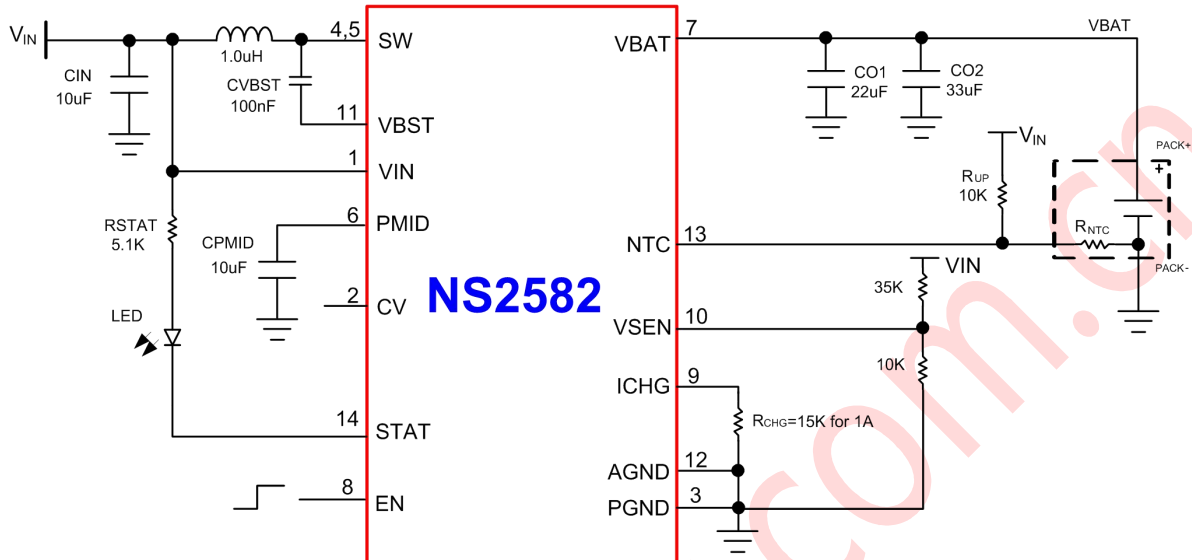 VIN
CIN
10uF
1.0uH
CVBST
100nF
4,5
SW
11
VBST
1
VIN
RSTAT
5.1K
6
PMID
CPMID
10uF
2
CV
LED
14
STAT
8
EN
NS2582
7
VBAT
VBAT
CO1
22uF
CO2
33uF
VIN
RUP
10K
PACK+
+
RNTC
PACK-
13
NTC
VIN
35K
10
VSEN
10K
9
ICHG
RCHG=15K for 1A
12
AGND
3
PGND
com.cn